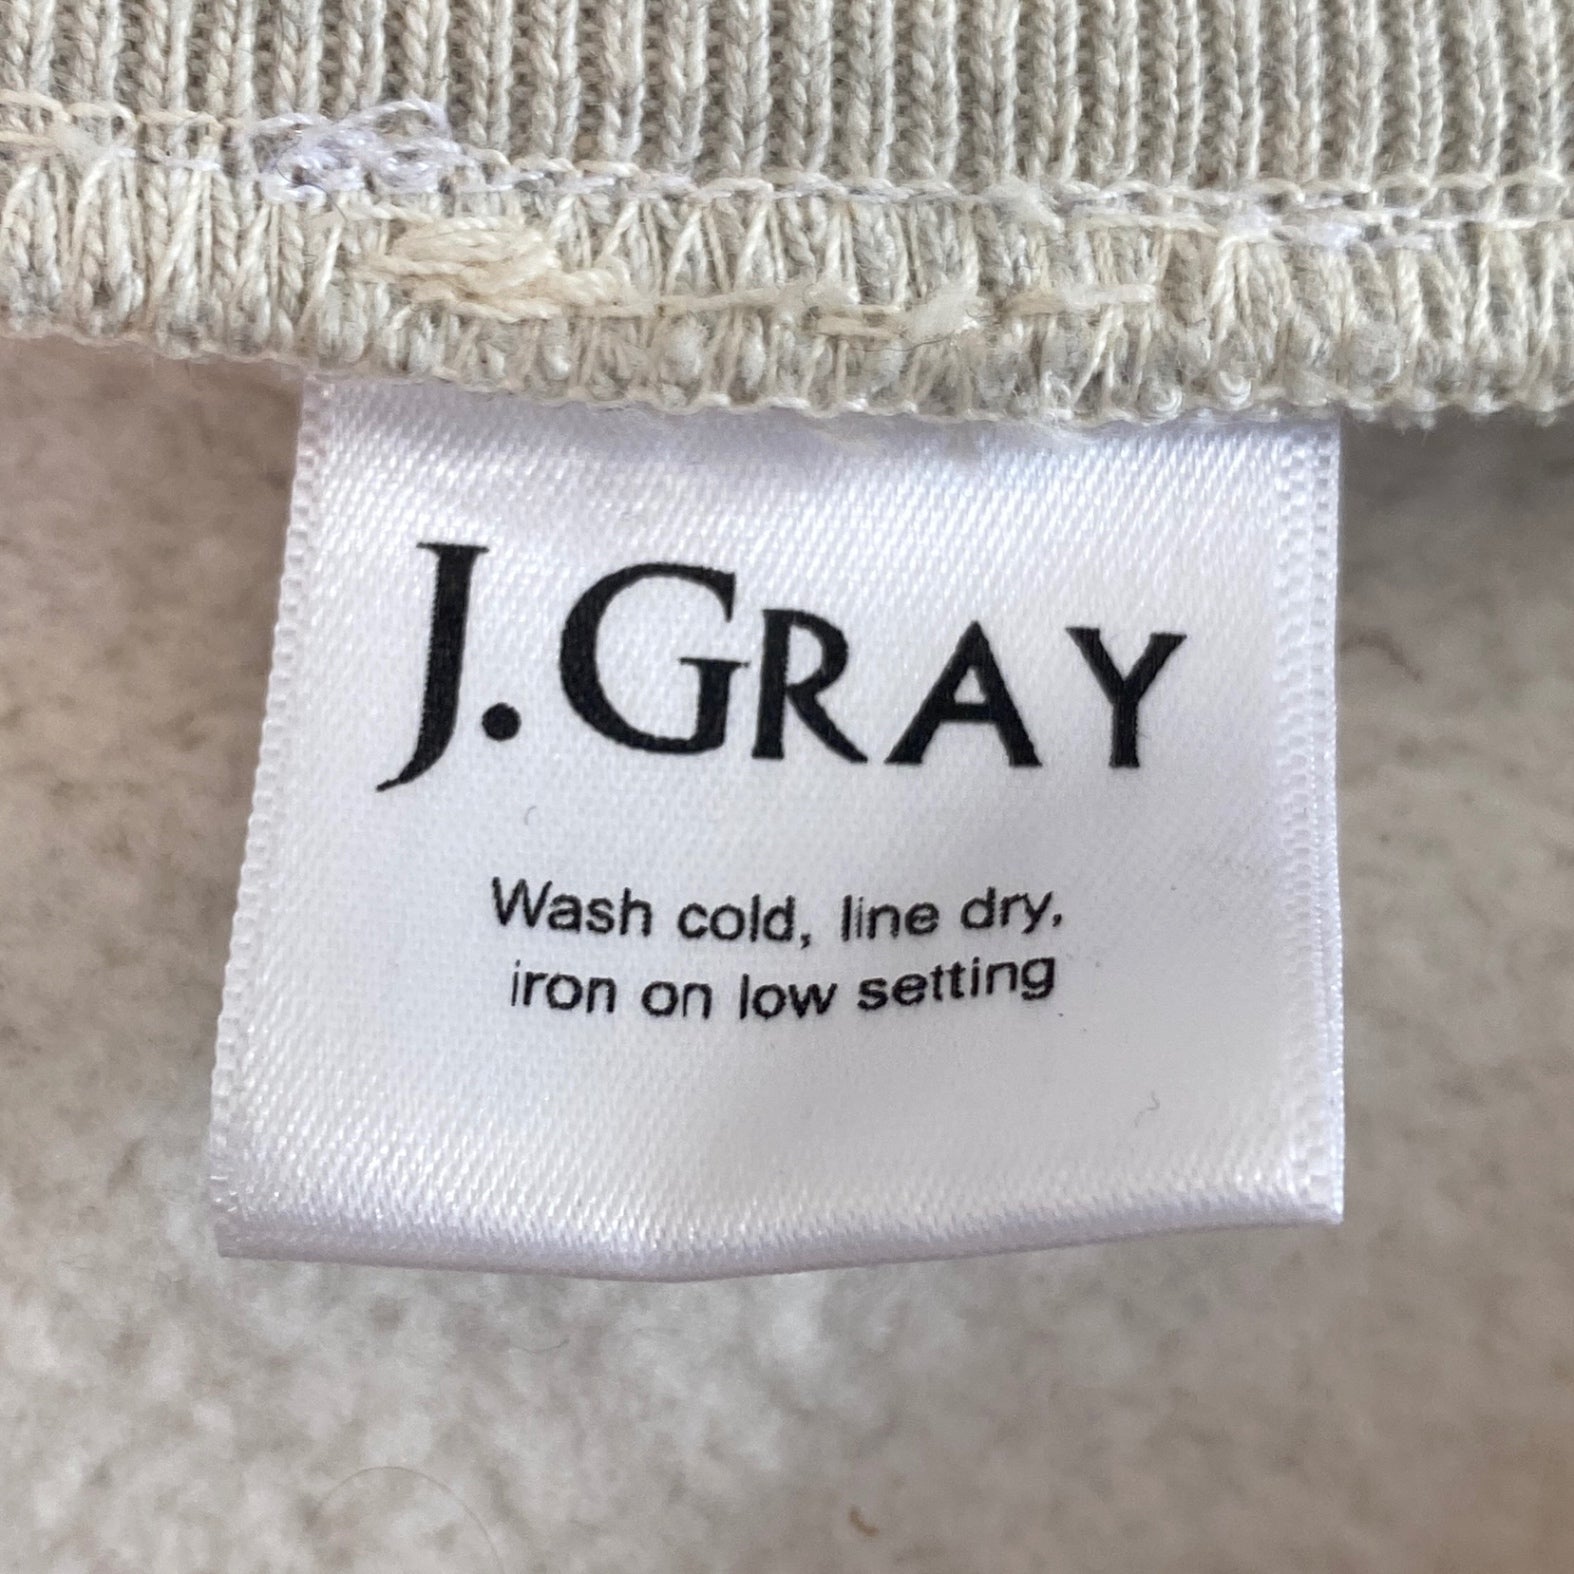 J.GRAY
Wash cold, line dry,
iron on low setting